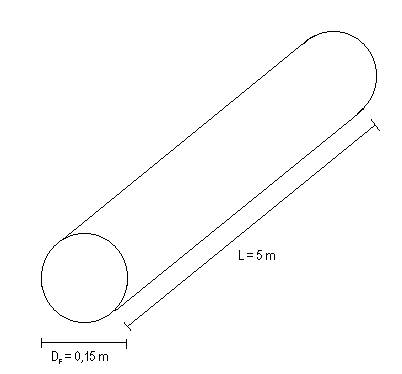 L = 5 m
D_F = 0,15 m